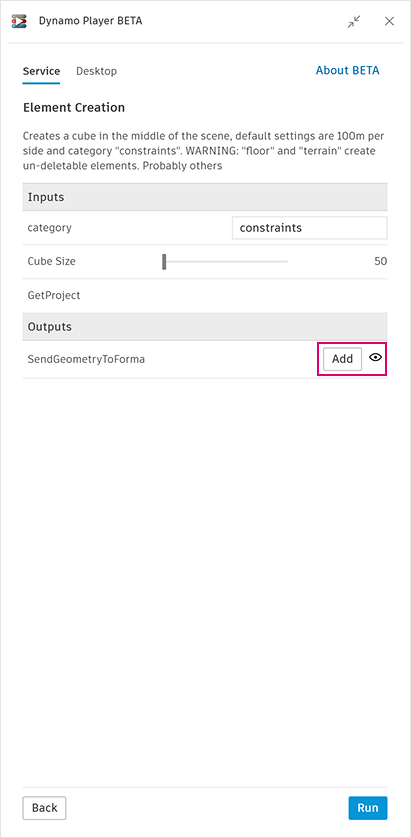 Dynamo Player BETA
Service Desktop About BETA
Element Creation
Creates a cube in the middle of the scene, default settings are 100m per
side and category "constraints". WARNING: "floor" and "terrain" create
un-deletable elements. Probably others
Inputs
category constraints
Cube Size 50
GetProject
Outputs
SendGeometryToForma Add
Back Run